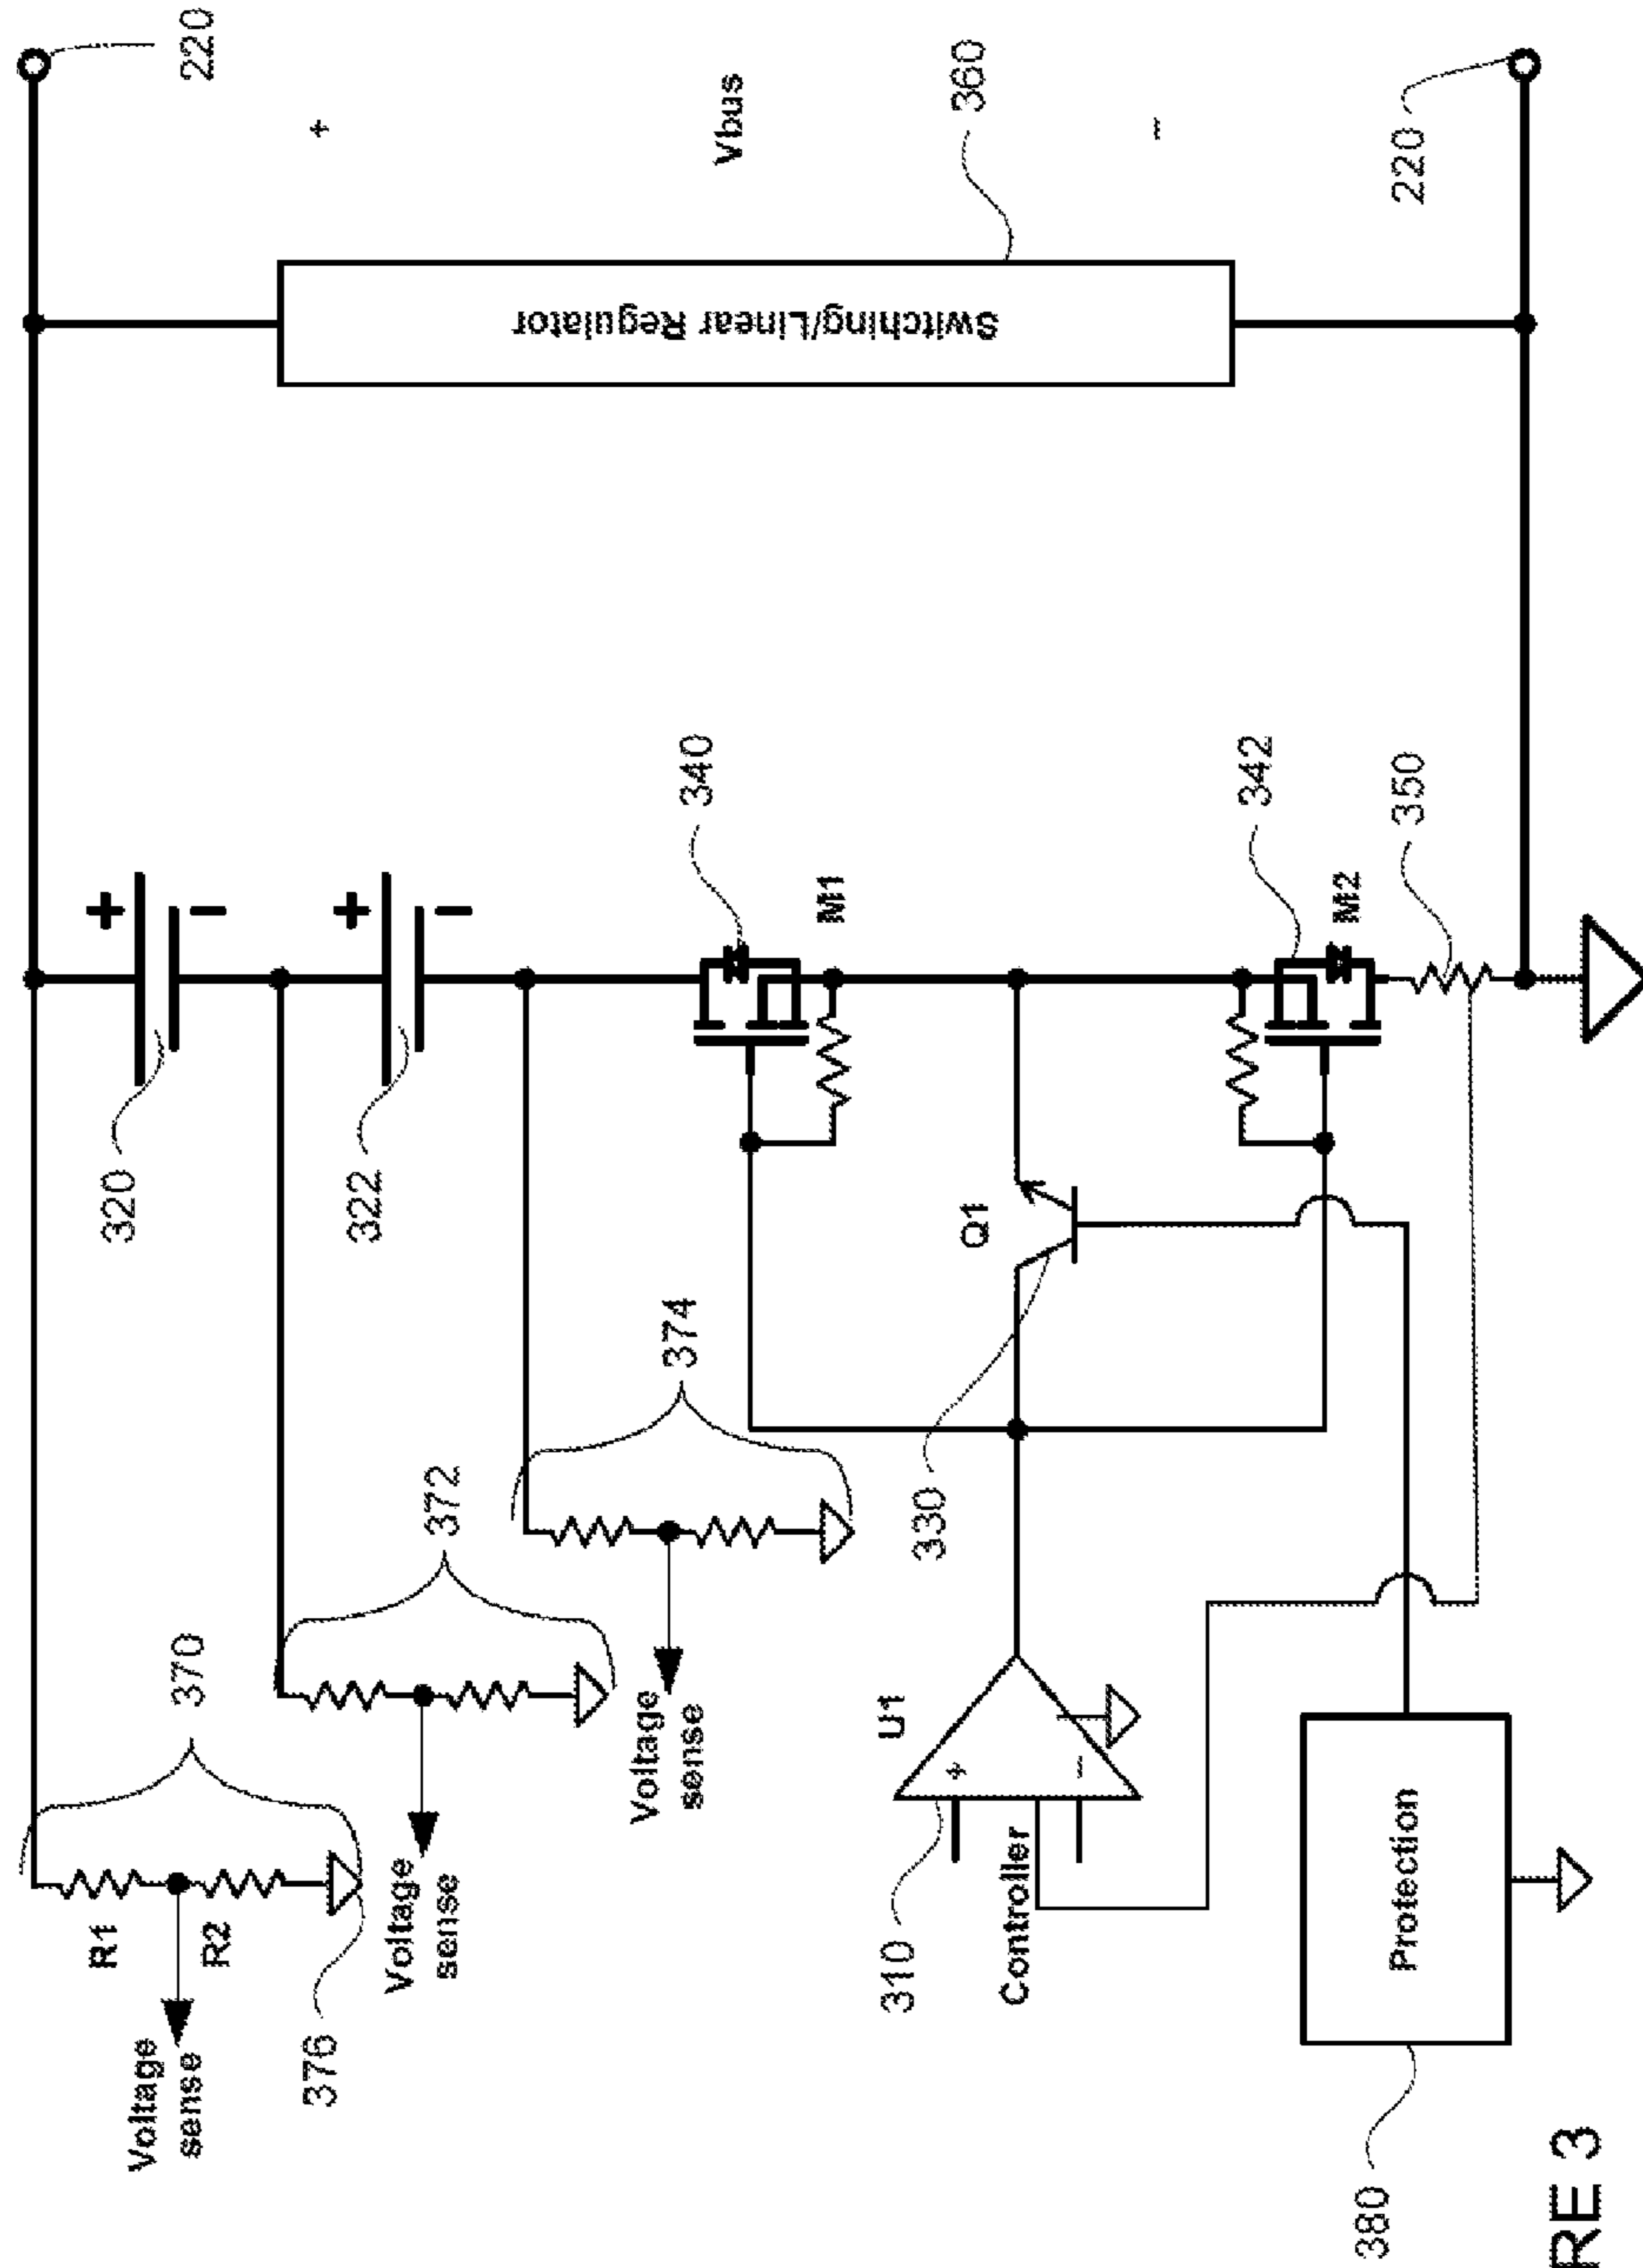 220
+
Vbus
−
360
Switching/Linear Regulator
220
+
−
+
−
320
322
340
M1
342
M2
350
Q1
330
370
372
374
R1
R2
Voltage
sense
Voltage
sense
Voltage
sense
376
U1
+
−
310
Controller
Protection
380
RE 3